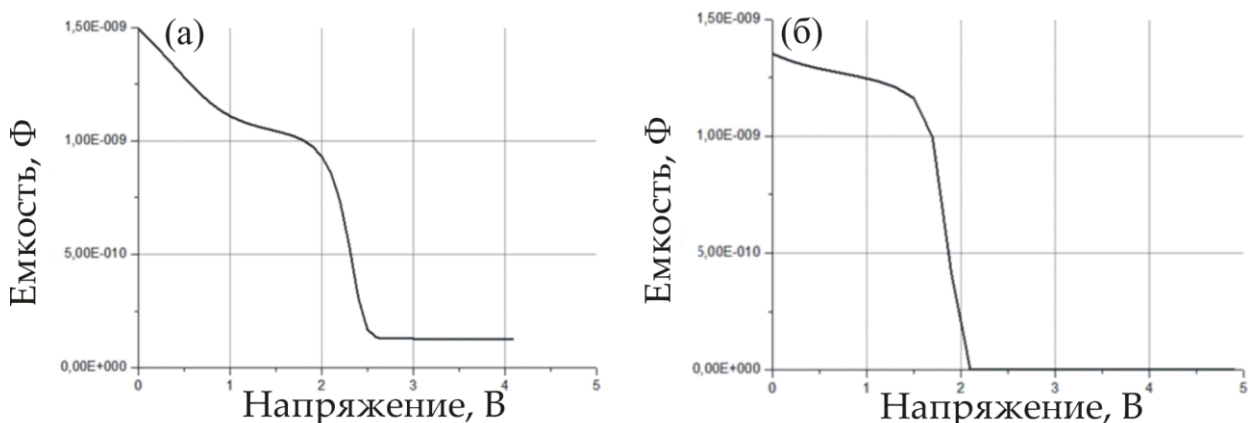 (а)
Емкость, Ф
1,50E-009
1,00E-009
5,00E-010
0,00E+000
0 1 2 3 4 5
Напряжение, В
(б)
Емкость, Ф
1,50E-009
1,00E-009
5,00E-010
0,00E+000
0 1 2 3 4 5
Напряжение, В